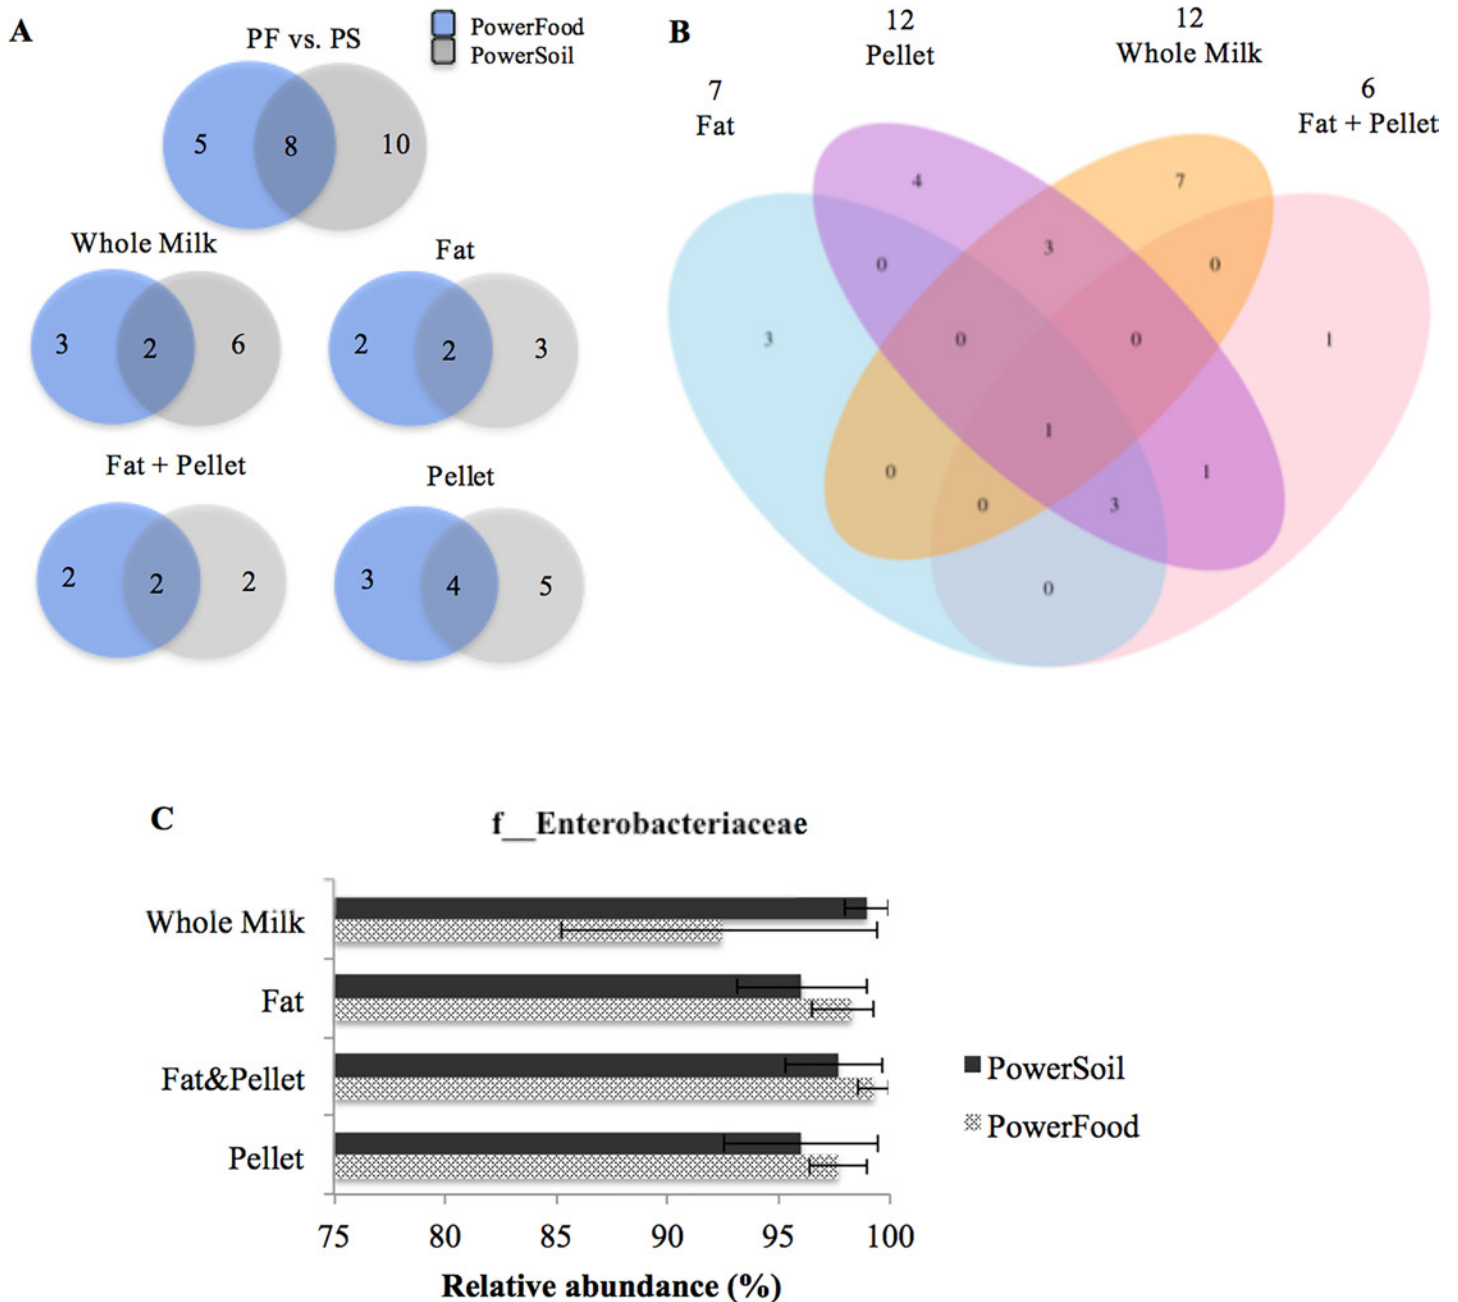 A
PF vs. PS
PowerFood
PowerSoil
5
8
10
Whole Milk
3
2
6
Fat
2
2
3
Fat + Pellet
2
2
2
Pellet
3
4
5
B
7
Fat
12
Pellet
12
Whole Milk
6
Fat + Pellet
4
7
3
0
0
3
0
0
1
1
0
0
3
1
0
C
f__Enterobacteriaceae
Whole Milk
Fat
Fat&Pellet
Pellet
PowerSoil
PowerFood
75 80 85 90 95 100
Relative abundance (%)